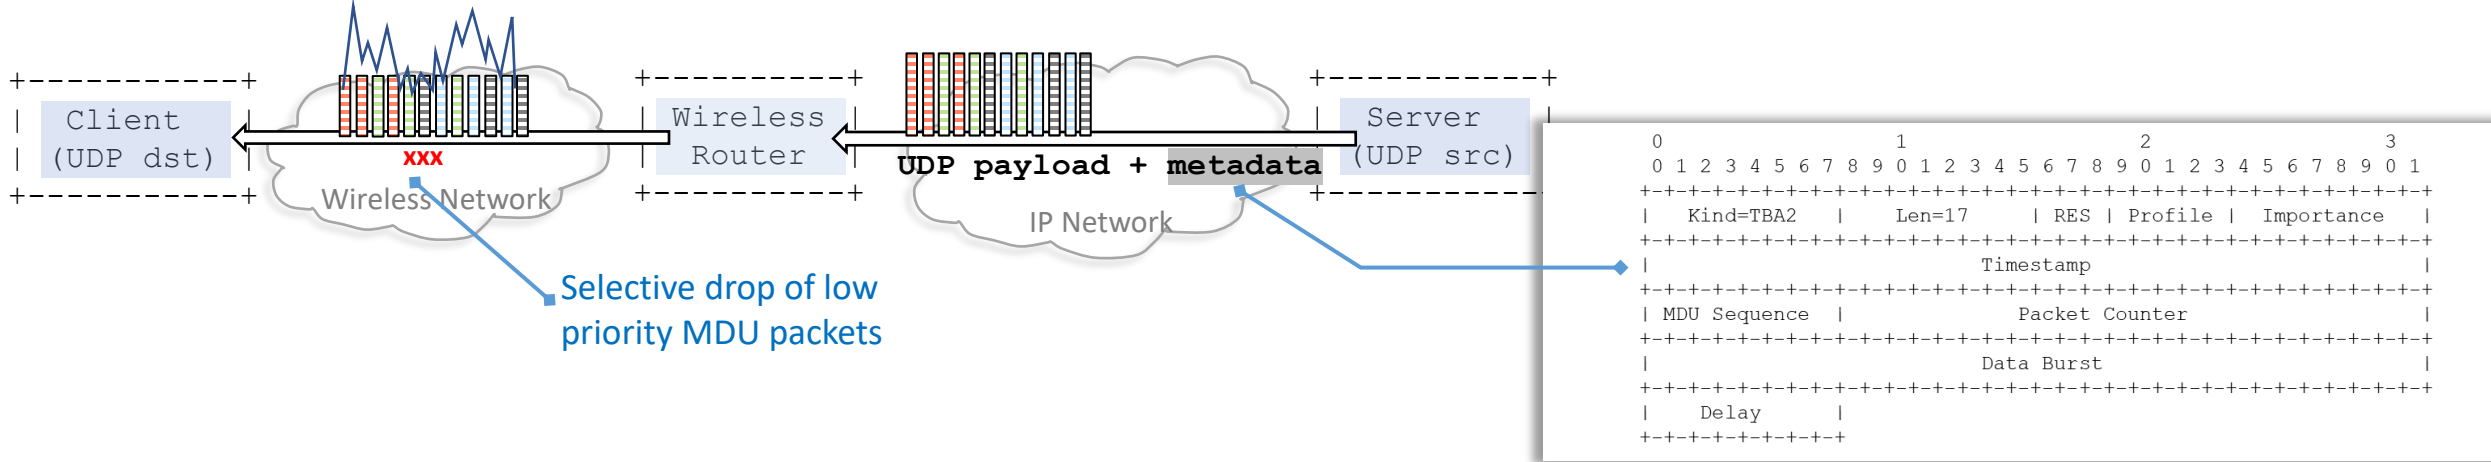 +-----------+
| Client |
| (UDP dst) |
+-----------+
xxx
Wireless Network
Selective drop of low
priority MDU packets
+----------+
| Wireless |
| Router |
+----------+
UDP payload + metadata
IP Network
+-----------+
| Server |
(UDP src)
+-----------+
0                   1                   2                   3
0 1 2 3 4 5 6 7 8 9 0 1 2 3 4 5 6 7 8 9 0 1 2 3 4 5 6 7 8 9 0 1
+-+-+-+-+-+-+-+-+-+-+-+-+-+-+-+-+-+-+-+-+-+-+-+-+-+-+-+-+-+-+-+-+
| Kind=TBA2 | Len=17 | RES | Profile | Importance |
+-+-+-+-+-+-+-+-+-+-+-+-+-+-+-+-+-+-+-+-+-+-+-+-+-+-+-+-+-+-+-+-+
| Timestamp |
+-+-+-+-+-+-+-+-+-+-+-+-+-+-+-+-+-+-+-+-+-+-+-+-+-+-+-+-+-+-+-+-+
| MDU Sequence | Packet Counter |
+-+-+-+-+-+-+-+-+-+-+-+-+-+-+-+-+-+-+-+-+-+-+-+-+-+-+-+-+-+-+-+-+
| Data Burst |
+-+-+-+-+-+-+-+-+-+-+-+-+-+-+-+-+-+-+-+-+-+-+-+-+-+-+-+-+-+-+-+-+
| Delay |
+-+-+-+-+-+-+-+-+